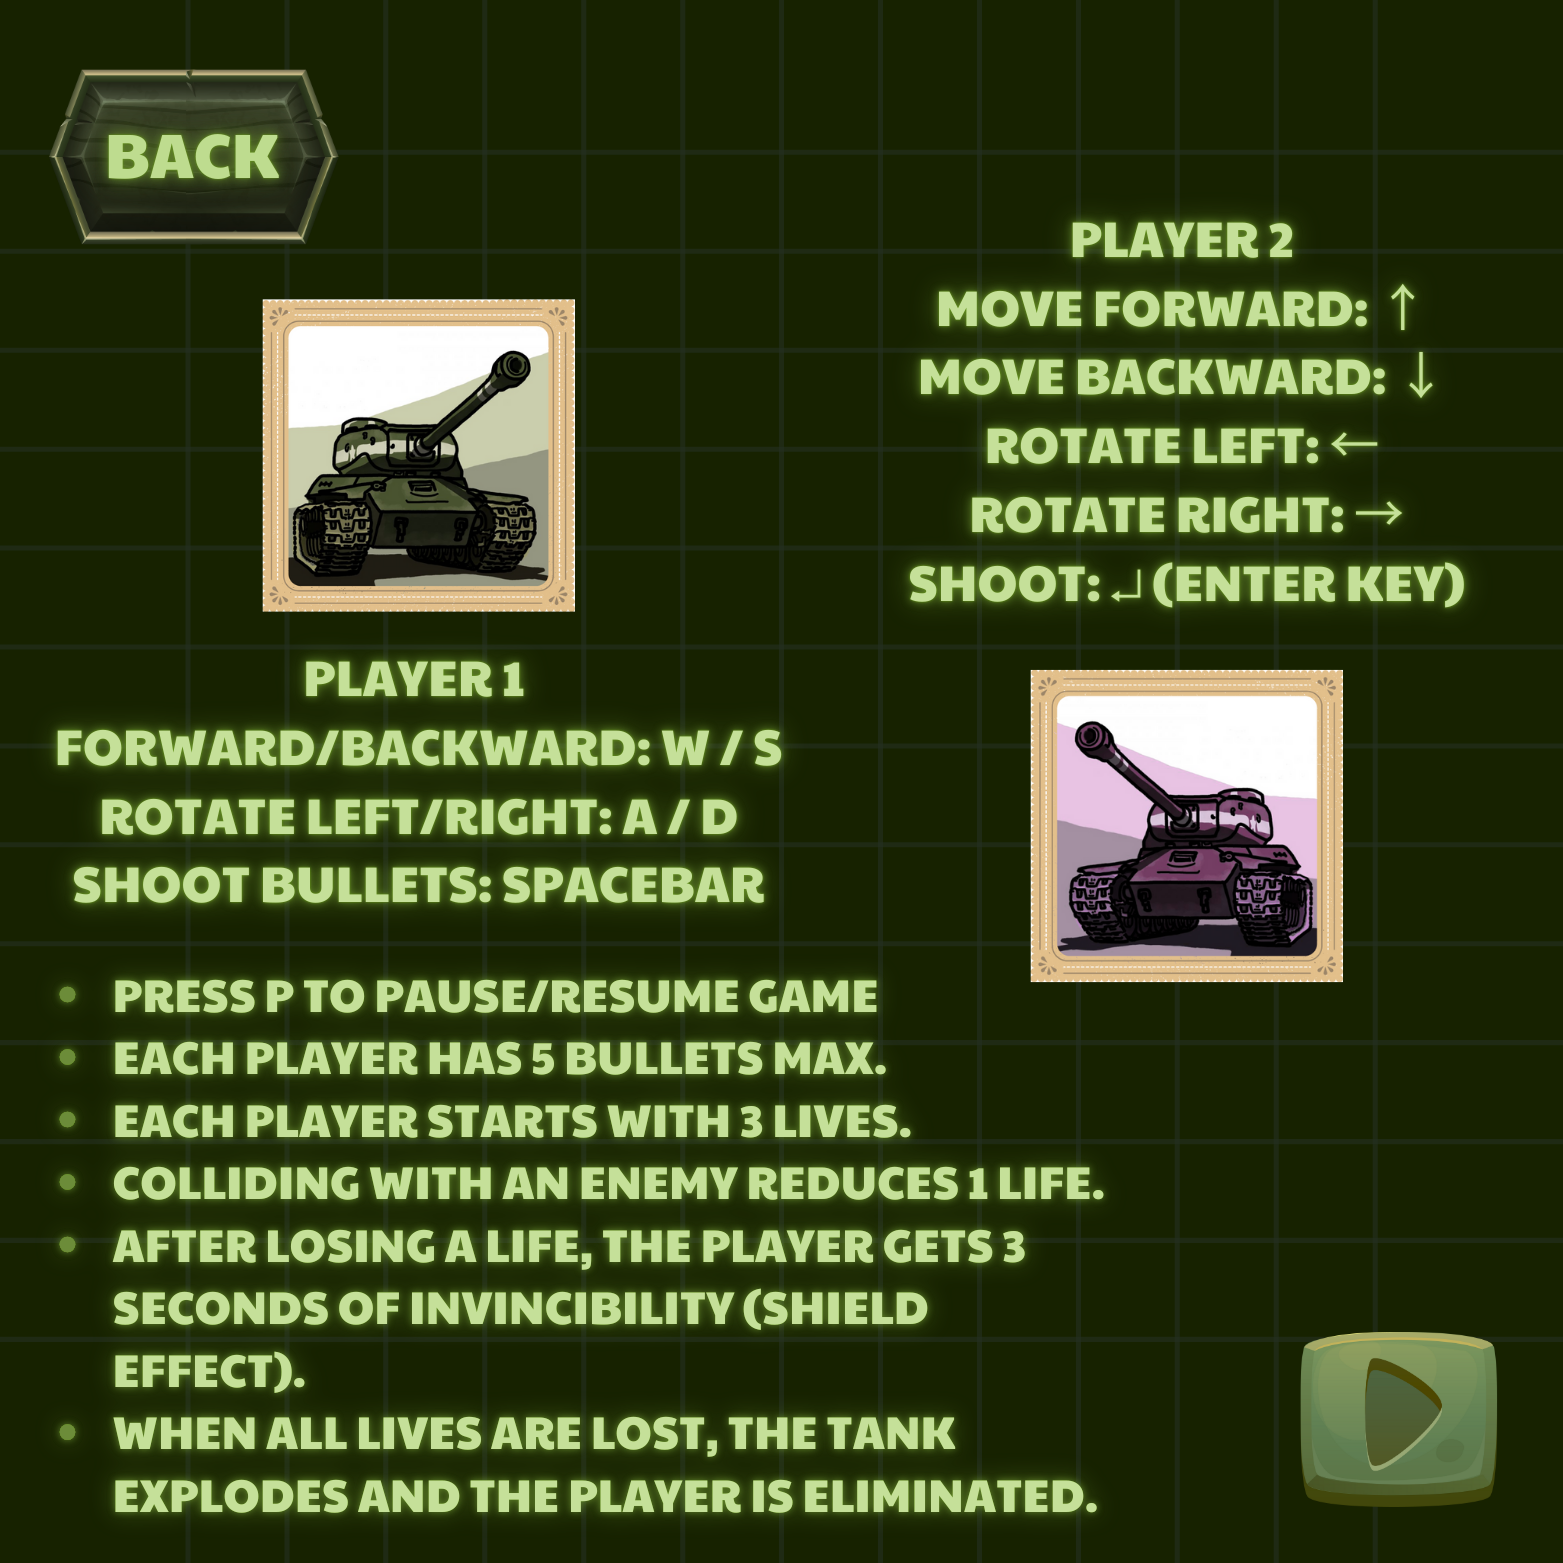 BACK
PLAYER 2
MOVE FORWARD: ↑
MOVE BACKWARD: ↓
ROTATE LEFT: ←
ROTATE RIGHT: →
SHOOT: ↵ (ENTER KEY)
PLAYER 1
FORWARD/BACKWARD: W / S
ROTATE LEFT/RIGHT: A / D
SHOOT BULLETS: SPACEBAR
• PRESS P TO PAUSE/RESUME GAME
• EACH PLAYER HAS 5 BULLETS MAX.
• EACH PLAYER STARTS WITH 3 LIVES.
• COLLIDING WITH AN ENEMY REDUCES 1 LIFE.
• AFTER LOSING A LIFE, THE PLAYER GETS 3
SECONDS OF INVINCIBILITY (SHIELD
EFFECT).
• WHEN ALL LIVES ARE LOST, THE TANK
EXPLODES AND THE PLAYER IS ELIMINATED.